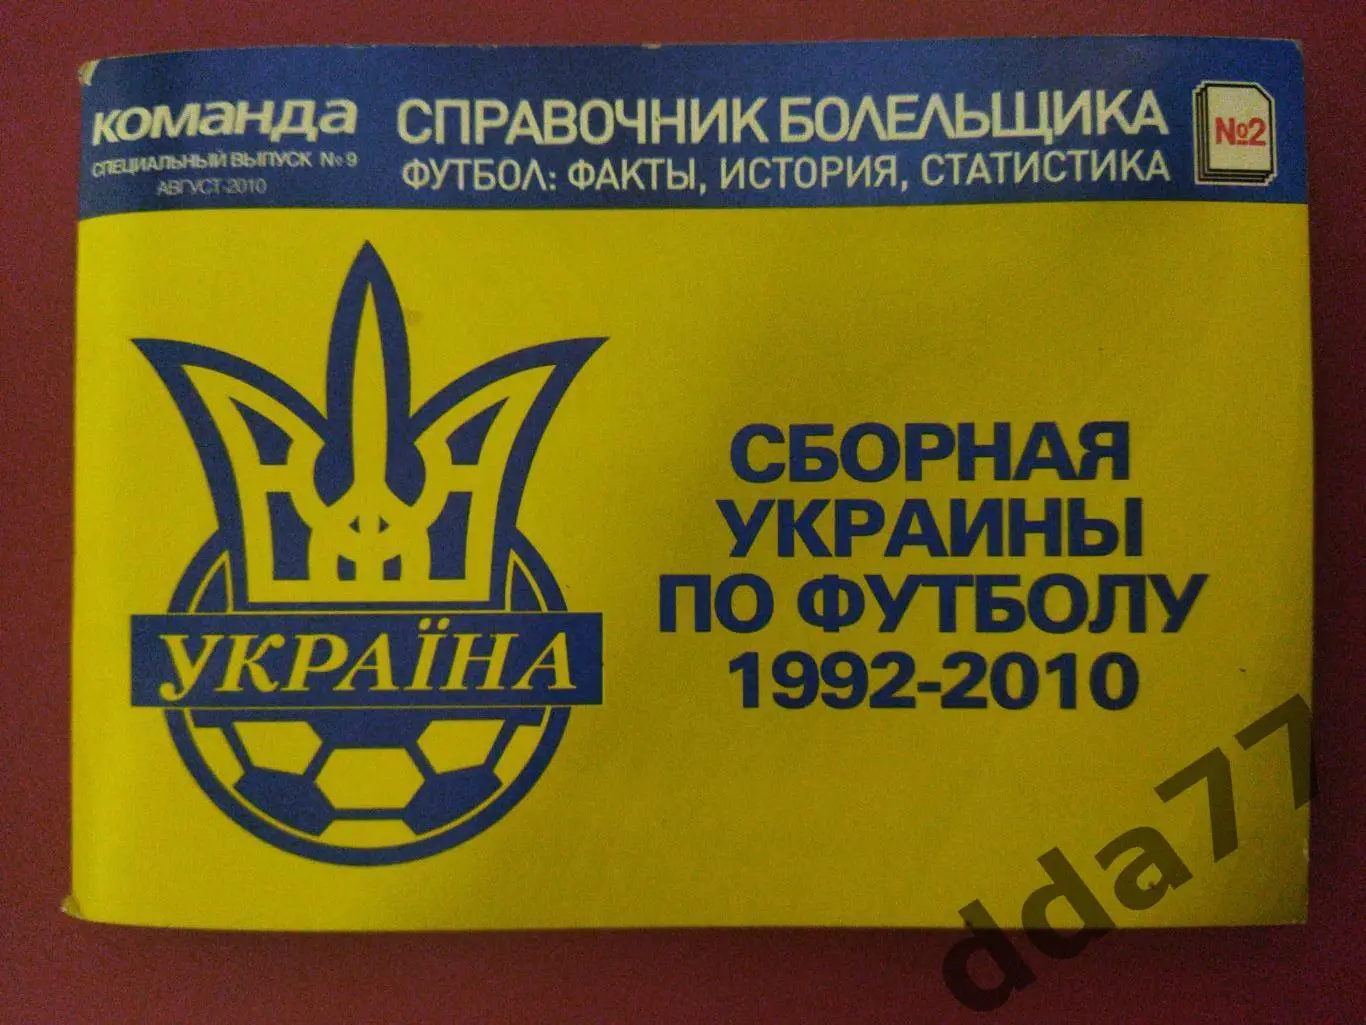 команда
СПЕЦИАЛЬНЫЙ ВЫПУСК №9
АВГУСТ-2010
СПРАВОЧНИК БОЛЕЛЬЩИКА
ФУТБОЛ: ФАКТЫ, ИСТОРИЯ, СТАТИСТИКА
№2
УКРАЇНА
СБОРНАЯ
УКРАИНЫ
ПО ФУТБОЛУ
1992-2010
dda77